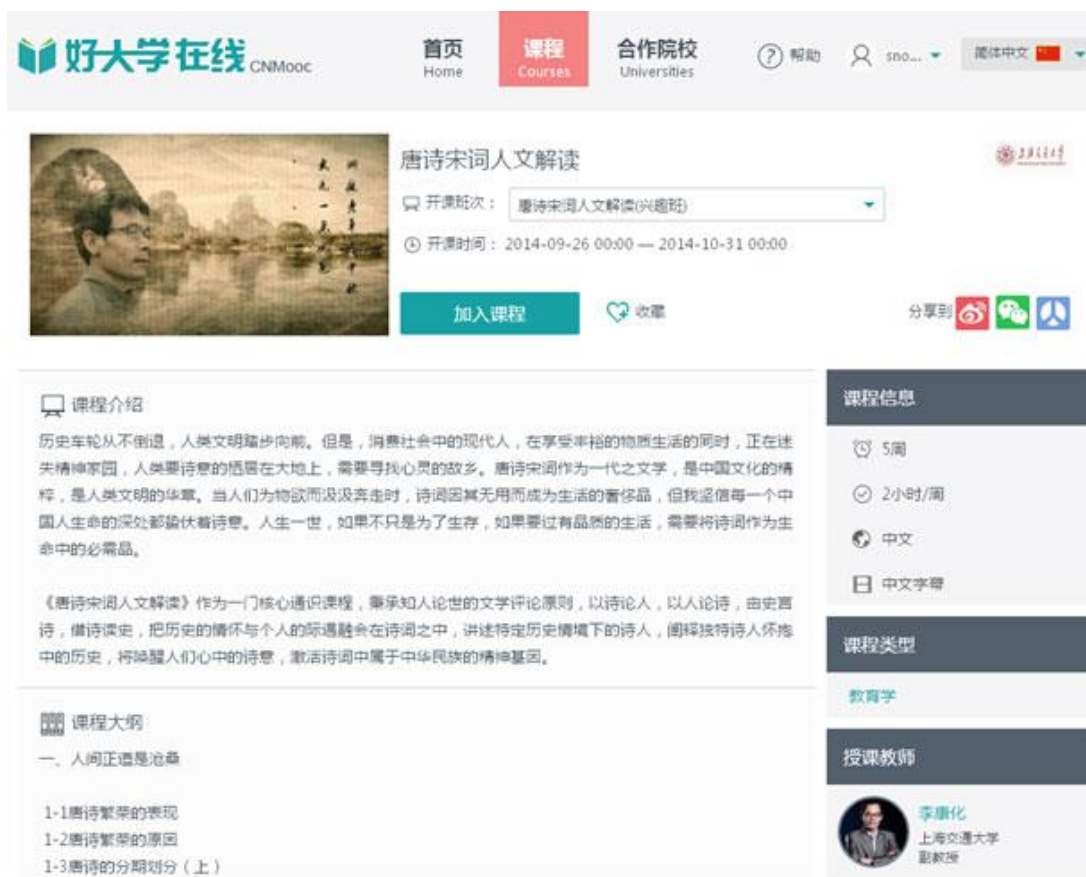 好大学在线 CNMooc
首页
Home
课程
Courses
合作院校
Universities
帮助
sno...
简体中文
唐诗宋词人文解读
开课班次：
唐诗宋词人文解读(兴趣班)
开课时间： 2014-09-26 00:00 — 2014-10-31 00:00
加入课程
收藏
分享到
课程介绍
历史车轮从不倒退，人类文明踏步向前。但是，消费社会中的现代人，在享受丰裕的物质生活的同时，正在迷
失精神家园，人类要诗意的栖居在大地上，需要寻找心灵的故乡。唐诗宋词作为一代之文学，是中国文化的精
粹，是人类文明的华章。当人们为物欲而汲汲奔走时，诗词因其无用而成为生活的奢侈品，但我坚信每一个中
国人生命的深处都蛰伏着诗意。人生一世，如果不只是为了生存，如果要过有品质的生活，需要将诗词作为生
命中的必需品。
《唐诗宋词人文解读》作为一门核心通识课程，秉承知人论世的文学评论原则，以诗论人，以人论诗，由史言
诗，借诗读史，把历史的情怀与个人的际遇融会在诗词之中，讲述特定历史情境下的诗人，阐释独特诗人怀抱
中的历史，将唤醒人们心中的诗意，激活诗词中属于中华民族的精神基因。
课程大纲
一、人间正道是沧桑
1-1唐诗繁荣的表现
1-2唐诗繁荣的原因
1-3唐诗的分期划分（上）
课程信息
5周
2小时/周
中文
中文字幕
课程类型
教育学
授课教师
李康化
上海交通大学
副教授